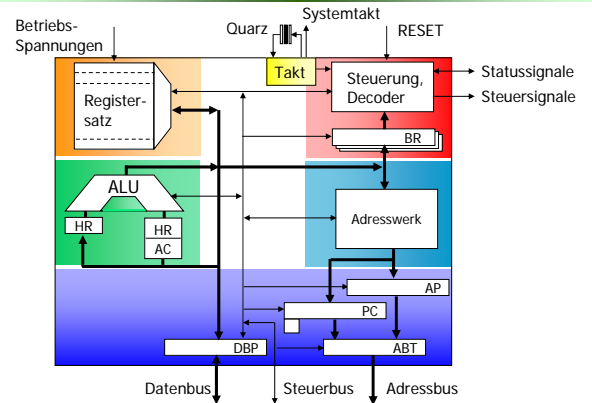 Systemtakt
Betriebs-
Spannungen
Quarz
RESET
Takt
Steuerung,
Decoder
Statussignale
Steuersignale
Register-
satz
BR
ALU
HR
HR
AC
Adresswerk
AP
PC
DBP
ABT
Datenbus
Steuerbus
Adressbus